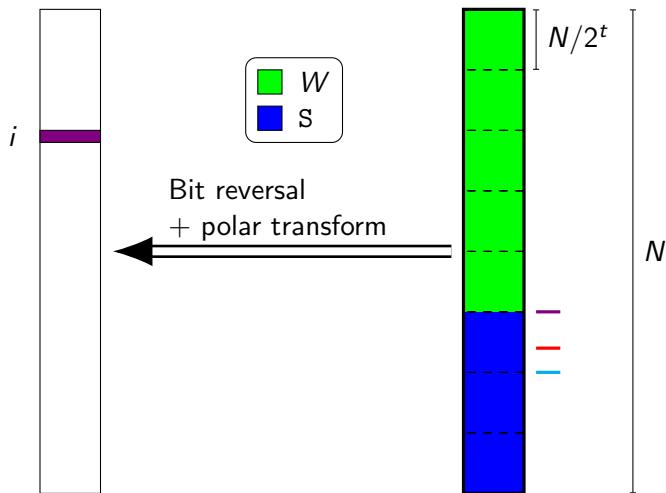 N/2^t
W
S
i
Bit reversal
+ polar transform
N